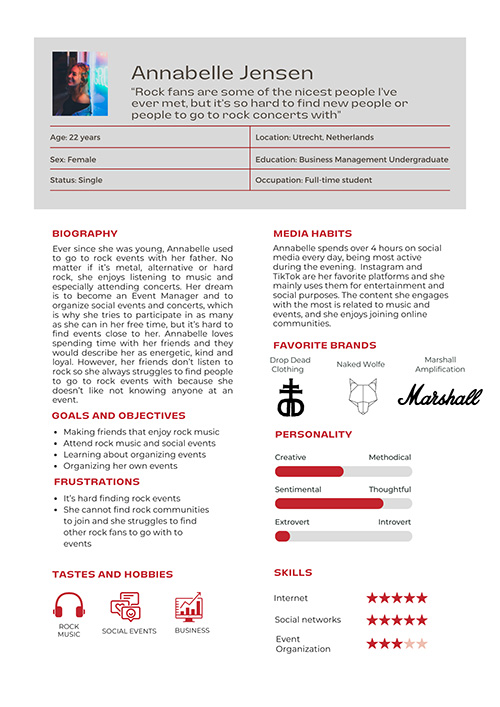 Annabelle Jensen
"Rock fans are some of the nicest people I've
ever met, but it's so hard to find new people or
people to go to rock concerts with"
Age: 22 years
Location: Utrecht, Netherlands
Sex: Female
Education: Business Management Undergraduate
Status: Single
Occupation: Full-time student
BIOGRAPHY
Ever since she was young, Annabelle used
to go to rock events with her father. No
matter if it's metal, alternative or hard
rock, she enjoys listening to music and
especially attending concerts. Her dream
is to become an Event Manager and to
organize social events and concerts, which
is why she tries to participate in as many
as she can in her free time, but it's hard to
find events close to her. Annabelle loves
spending time with her friends and they
would describe her as energetic, kind and
loyal. However, her friends don't listen to
rock so she always struggles to find people
to go to rock events with because she
doesn't like not knowing anyone at an
event.
GOALS AND OBJECTIVES
• Making friends that enjoy rock music
• Attend rock music and social events
• Learning about organizing events
• Organizing her own events
FRUSTRATIONS
• It's hard finding rock events
• She cannot find rock communities
to join and she struggles to find
other rock fans to go with to
events
TASTES AND HOBBIES
ROCK
MUSIC
SOCIAL EVENTS
BUSINESS
MEDIA HABITS
Annabelle spends over 4 hours on social
media every day, being most active
during the evening. Instagram and
TikTok are her favorite platforms and she
mainly uses them for entertainment and
social purposes. The content she engages
with the most is related to music and
events, and she enjoys joining online
communities.
FAVORITE BRANDS
Drop Dead
Clothing
Naked Wolfe
Marshall
Amplification
Marshall
PERSONALITY
Creative
Methodical
Sentimental
Thoughtful
Extrovert
Introvert
SKILLS
Internet
Social networks
Event
Organization